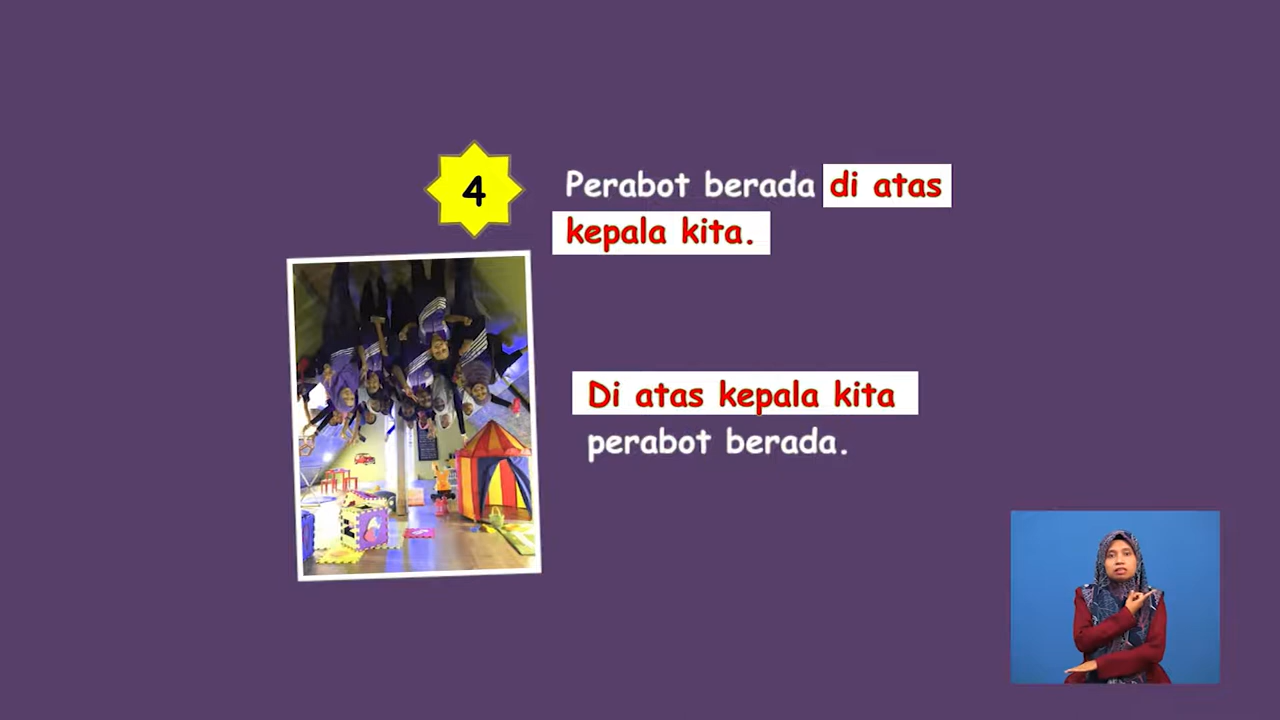 4
Perabot berada di atas
kepala kita.
Di atas kepala kita
perabot berada.